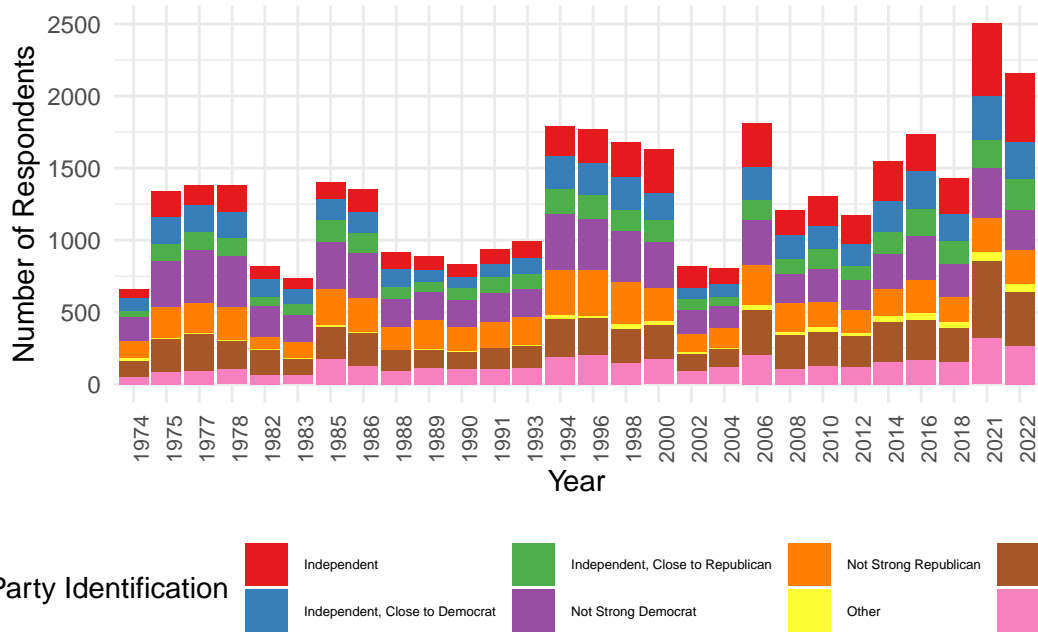 2500
2000
1500
1000
500
0
Number of Respondents
1974 1975 1977 1978 1982 1983 1985 1986 1988 1989 1990 1991 1993 1994 1996 1998 2000 2002 2004 2006 2008 2010 2012 2014 2016 2018 2021 2022
Year
Party Identification
Independent
Independent, Close to Republican
Not Strong Republican
Independent, Close to Democrat
Not Strong Democrat
Other